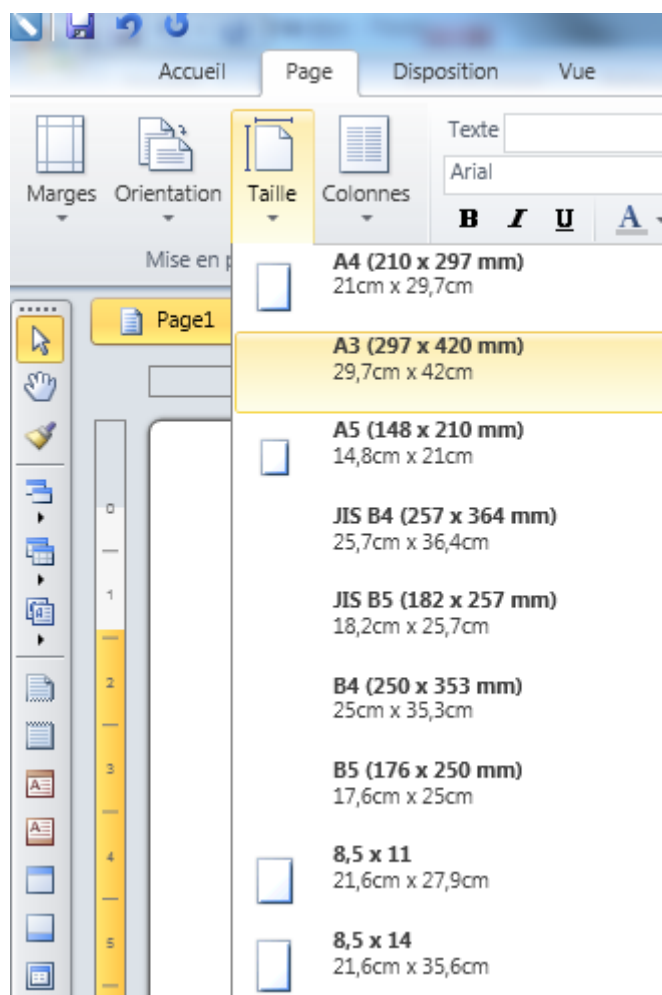 Accueil Page Disposition Vue
Texte
Arial
Marges Orientation Taille Colonnes
B I U A
Mise en p
Page1
A4 (210 x 297 mm)
21cm x 29,7cm
A3 (297 x 420 mm)
29,7cm x 42cm
A5 (148 x 210 mm)
14,8cm x 21cm
JIS B4 (257 x 364 mm)
25,7cm x 36,4cm
JIS B5 (182 x 257 mm)
18,2cm x 25,7cm
B4 (250 x 353 mm)
25cm x 35,3cm
B5 (176 x 250 mm)
17,6cm x 25cm
8,5 x 11
21,6cm x 27,9cm
8,5 x 14
21,6cm x 35,6cm
0
1
2
3
4
5